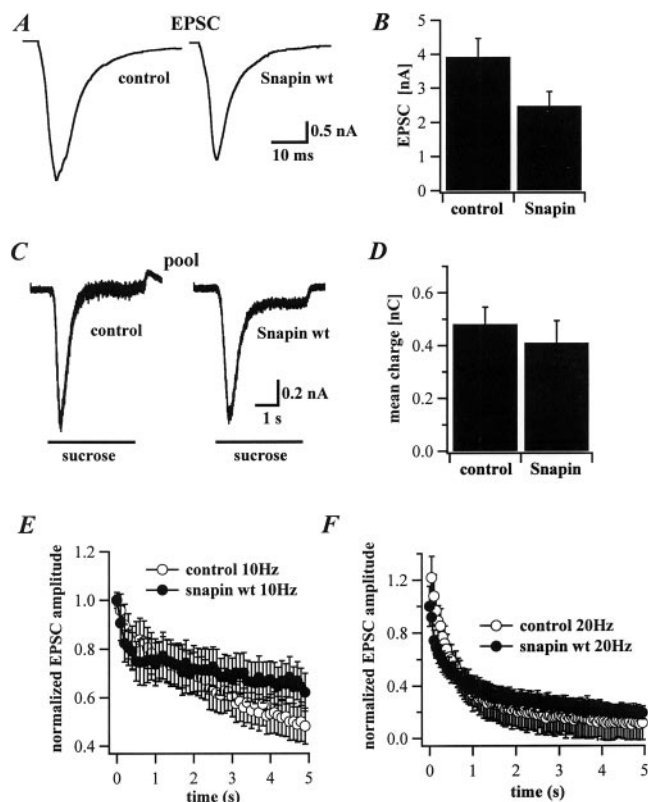 A
EPSC
control
Snapin wt
0.5 nA
10 ms
B
EPSC [nA]
5
4
3
2
1
0
control
Snapin
C
pool
control
Snapin wt
0.2 nA
1 s
sucrose
sucrose
D
mean charge [nC]
0.6
0.4
0.2
0.0
control
Snapin
E
normalized EPSC amplitude
1.2
1.0
0.8
0.6
0.4
control 10Hz
snapin wt 10Hz
0 1 2 3 4 5
time (s)
F
normalized EPSC amplitude
1.2
0.8
0.4
0.0
control 20Hz
snapin wt 20Hz
0 1 2 3 4 5
time (s)